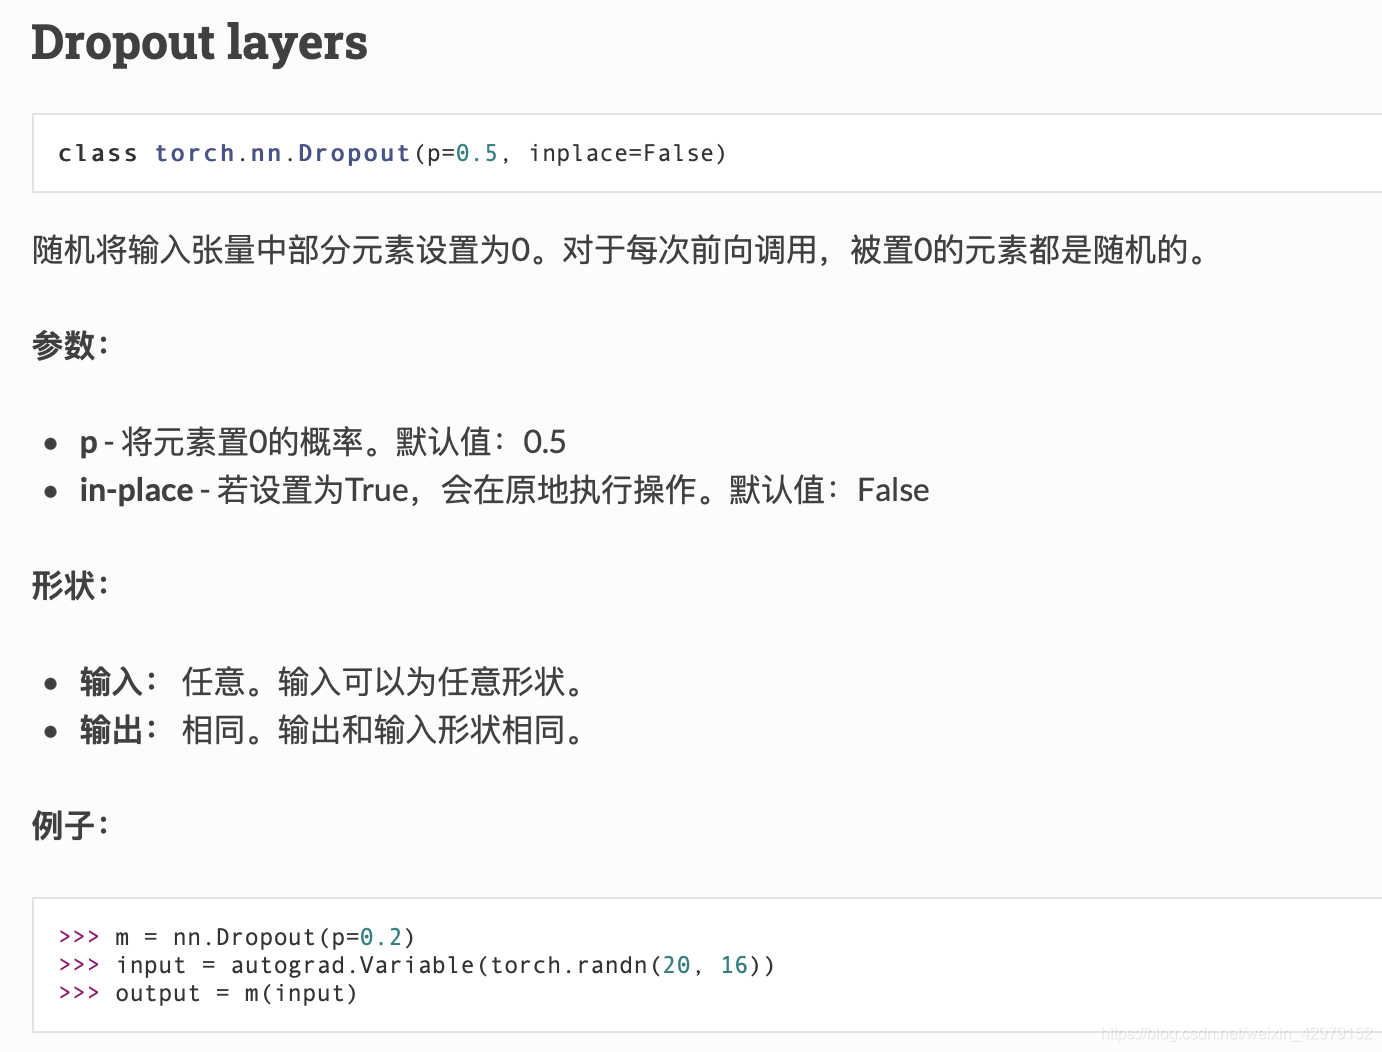 Dropout layers
class torch.nn.Dropout(p=0.5, inplace=False)
随机将输入张量中部分元素设置为0。对于每次前向调用，被置0的元素都是随机的。
参数：
• p - 将元素置0的概率。默认值：0.5
• in-place - 若设置为True，会在原地执行操作。默认值：False
形状：
• 输入： 任意。输入可以为任意形状。
• 输出： 相同。输出和输入形状相同。
例子：
>>> m = nn.Dropout(p=0.2)
>>> input = autograd.Variable(torch.randn(20, 16))
>>> output = m(input)
https://blog.csdn.net/weixin_42979152